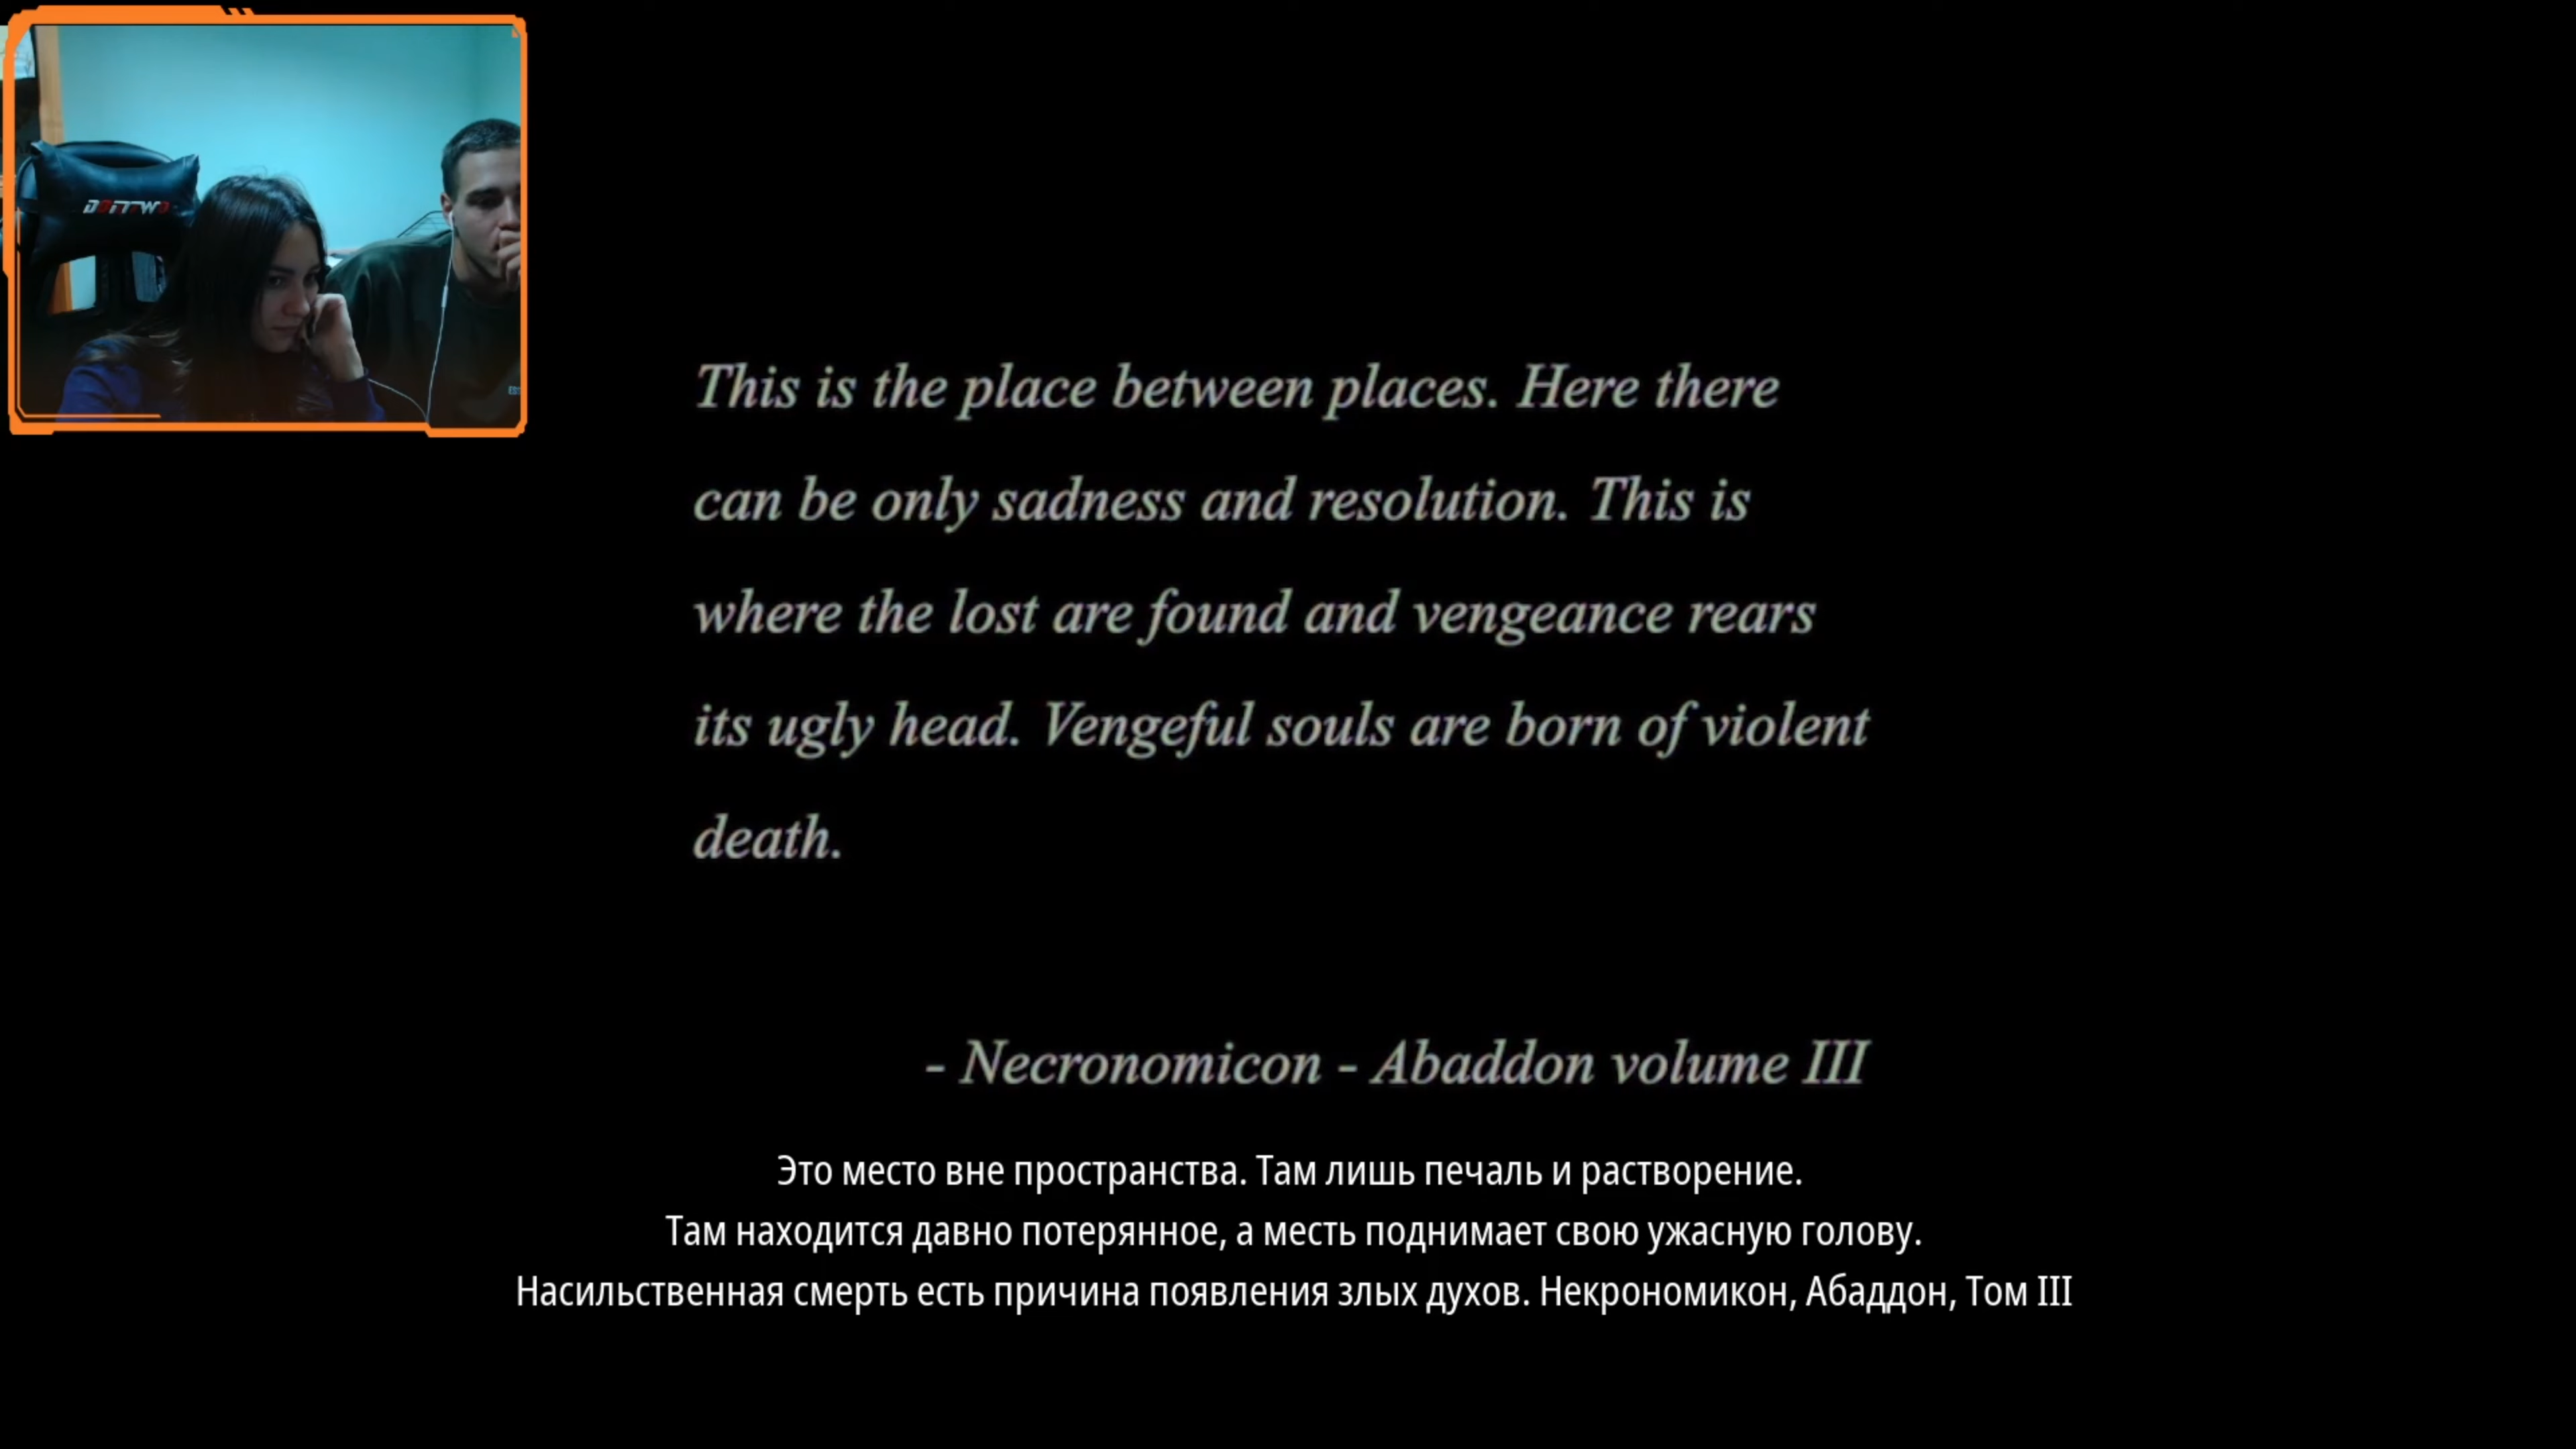 DXRTWO
This is the place between places. Here there
can be only sadness and resolution. This is
where the lost are found and vengeance rears
its ugly head. Vengeful souls are born of violent
death.
- Necronomicon - Abaddon volume III
Это место вне пространства. Там лишь печаль и растворение.
Там находится давно потерянное, а месть поднимает свою ужасную голову.
Насильственная смерть есть причина появления злых духов. Некрономикон, Абаддон, Том III